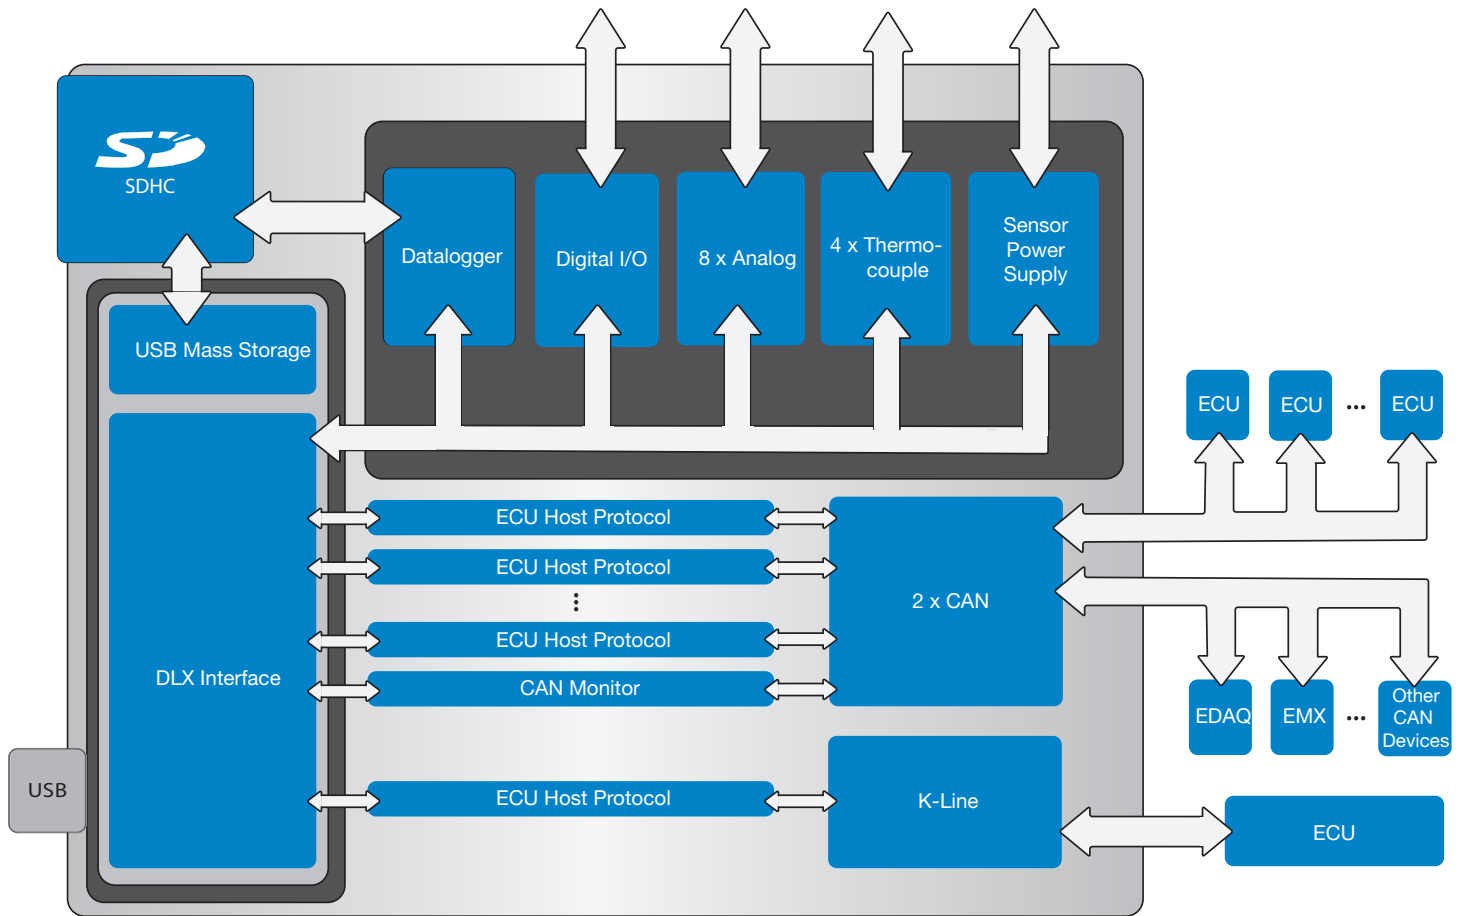 SD
SDHC
Datalogger
Digital I/O
8 x Analog
4 x Thermo-
couple
Sensor
Power
Supply
USB Mass Storage
DLX Interface
USB
ECU Host Protocol
ECU Host Protocol
⋮
ECU Host Protocol
CAN Monitor
ECU Host Protocol
2 x CAN
K-Line
ECU
ECU
...
ECU
EDAQ
EMX
...
Other
CAN
Devices
ECU